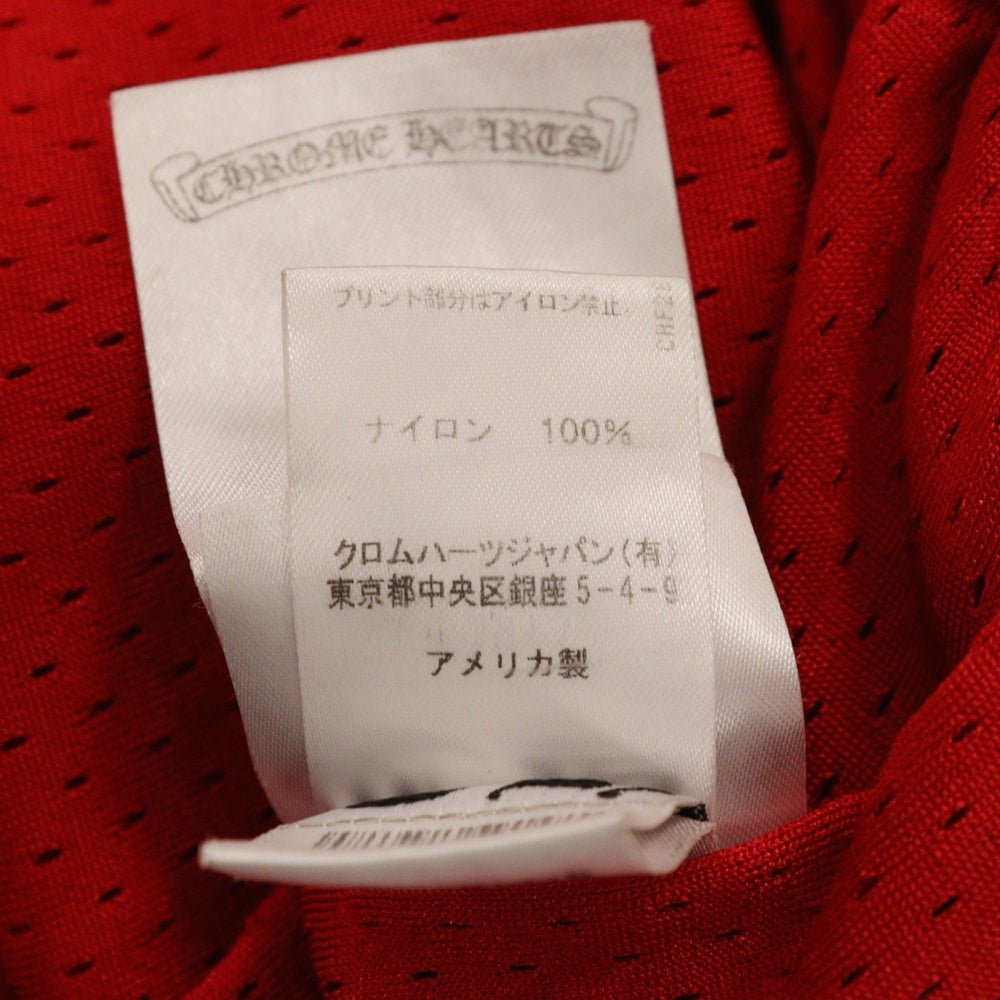 CHROME HEARTS
プリント部分はアイロン禁止
ナイロン 100%
クロムハーツジャパン(有)
東京都中央区銀座5-4-9
アメリカ製